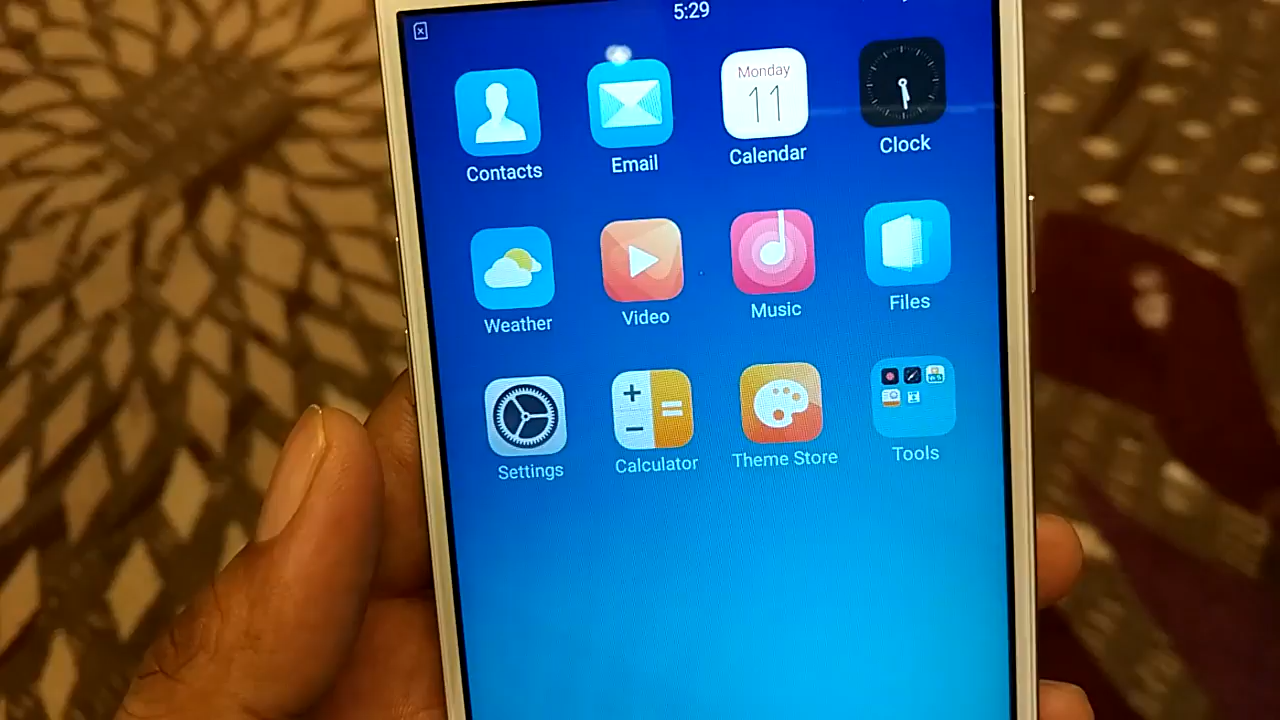 5:29
Monday
11
Contacts
Email
Calendar
Clock
Weather
Video
Music
Files
Settings
Calculator
Theme Store
Tools